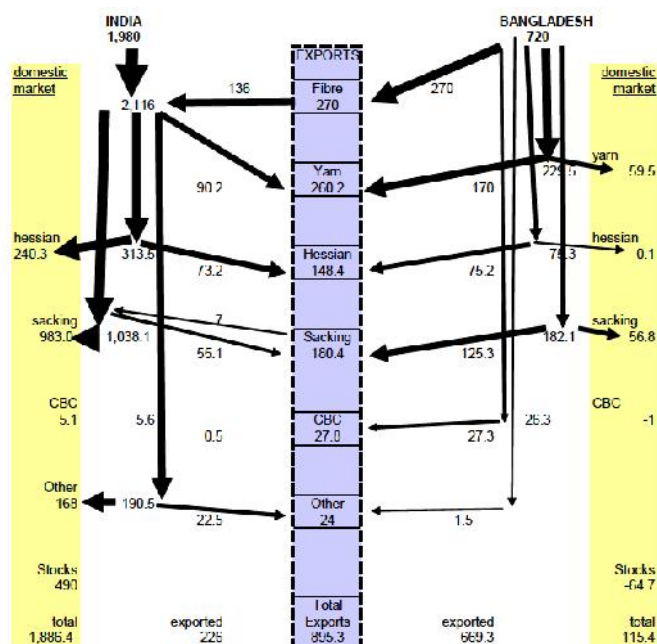 INDIA
1,980
BANGLADESH
720
EXPORTS
domestic
market
domestic
market
136
Fibre
270
270
2,116
90.2
Yarn
260.2
170
229.5
yarn
59.5
hessian
240.3
313.5
73.2
Hessian
148.4
75.2
75.3
hessian
0.1
7
sacking
983.0
1,038.1
55.1
Sacking
180.4
125.3
182.1
sacking
56.8
CBC
5.1
5.6
0.5
CBC
27.8
27.3
26.3
CBC
-1
Other
168
190.5
22.5
Other
24
1.5
Stocks
490
Stocks
-64.7
total
1,886.4
exported
226
Total
Exports
895.3
exported
669.3
total
115.4